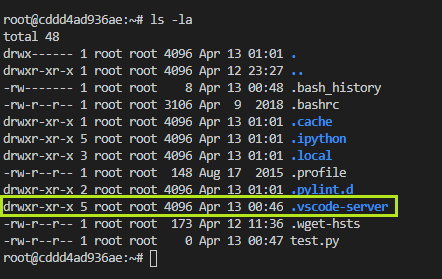 root@cddd4ad936ae:~# ls -la
total 48
drwx------ 1 root root 4096 Apr 13 01:01 .
drwxr-xr-x 1 root root 4096 Apr 12 23:27 ..
-rw------- 1 root root    8 Apr 13 00:48 .bash_history
-rw-r--r-- 1 root root 3106 Apr  9  2018 .bashrc
drwxr-xr-x 1 root root 4096 Apr 13 01:01 .cache
drwxr-xr-x 5 root root 4096 Apr 13 01:01 .ipython
drwxr-xr-x 3 root root 4096 Apr 13 01:01 .local
-rw-r--r-- 1 root root  148 Aug 17  2015 .profile
drwxr-xr-x 2 root root 4096 Apr 13 01:01 .pylint.d
drwxr-xr-x 5 root root 4096 Apr 13 00:46 .vscode-server
-rw-r--r-- 1 root root  173 Apr 12 11:36 .wget-hsts
-rw-r--r-- 1 root root    0 Apr 13 00:47 test.py
root@cddd4ad936ae:~#